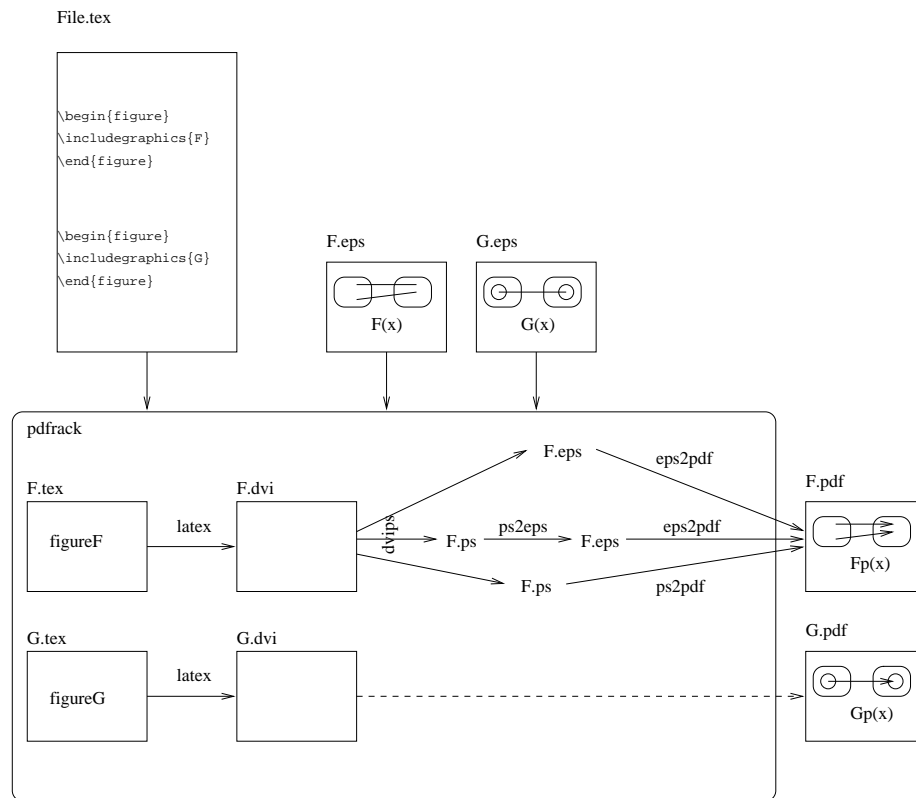 File.tex
\begin{figure}
\includegraphics{F}
\end{figure}
\begin{figure}
\includegraphics{G}
\end{figure}
F.eps
G.eps
F(x)
G(x)
pdfrack
F.eps
eps2pdf
F.tex
F.dvi
F.pdf
figureF
latex
dvips
F.ps
ps2eps
F.eps
eps2pdf
Fp(x)
F.ps
ps2pdf
G.tex
G.dvi
G.pdf
figureG
latex
Gp(x)